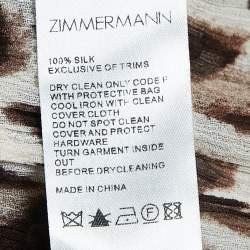 ZIMMERMANN
100% SILK
EXCLUSIVE OF TRIMS
DRY CLEAN ONLY CODE P
WITH PROTECTIVE BAG
COOL IRON WITH CLEAN
COVER CLOTH
DO NOT SPOT CLEAN
COVER AND PROTECT
HARDWARE
TURN GARMENT INSIDE
OUT
BEFORE DRYCLEANING
MADE IN CHINA